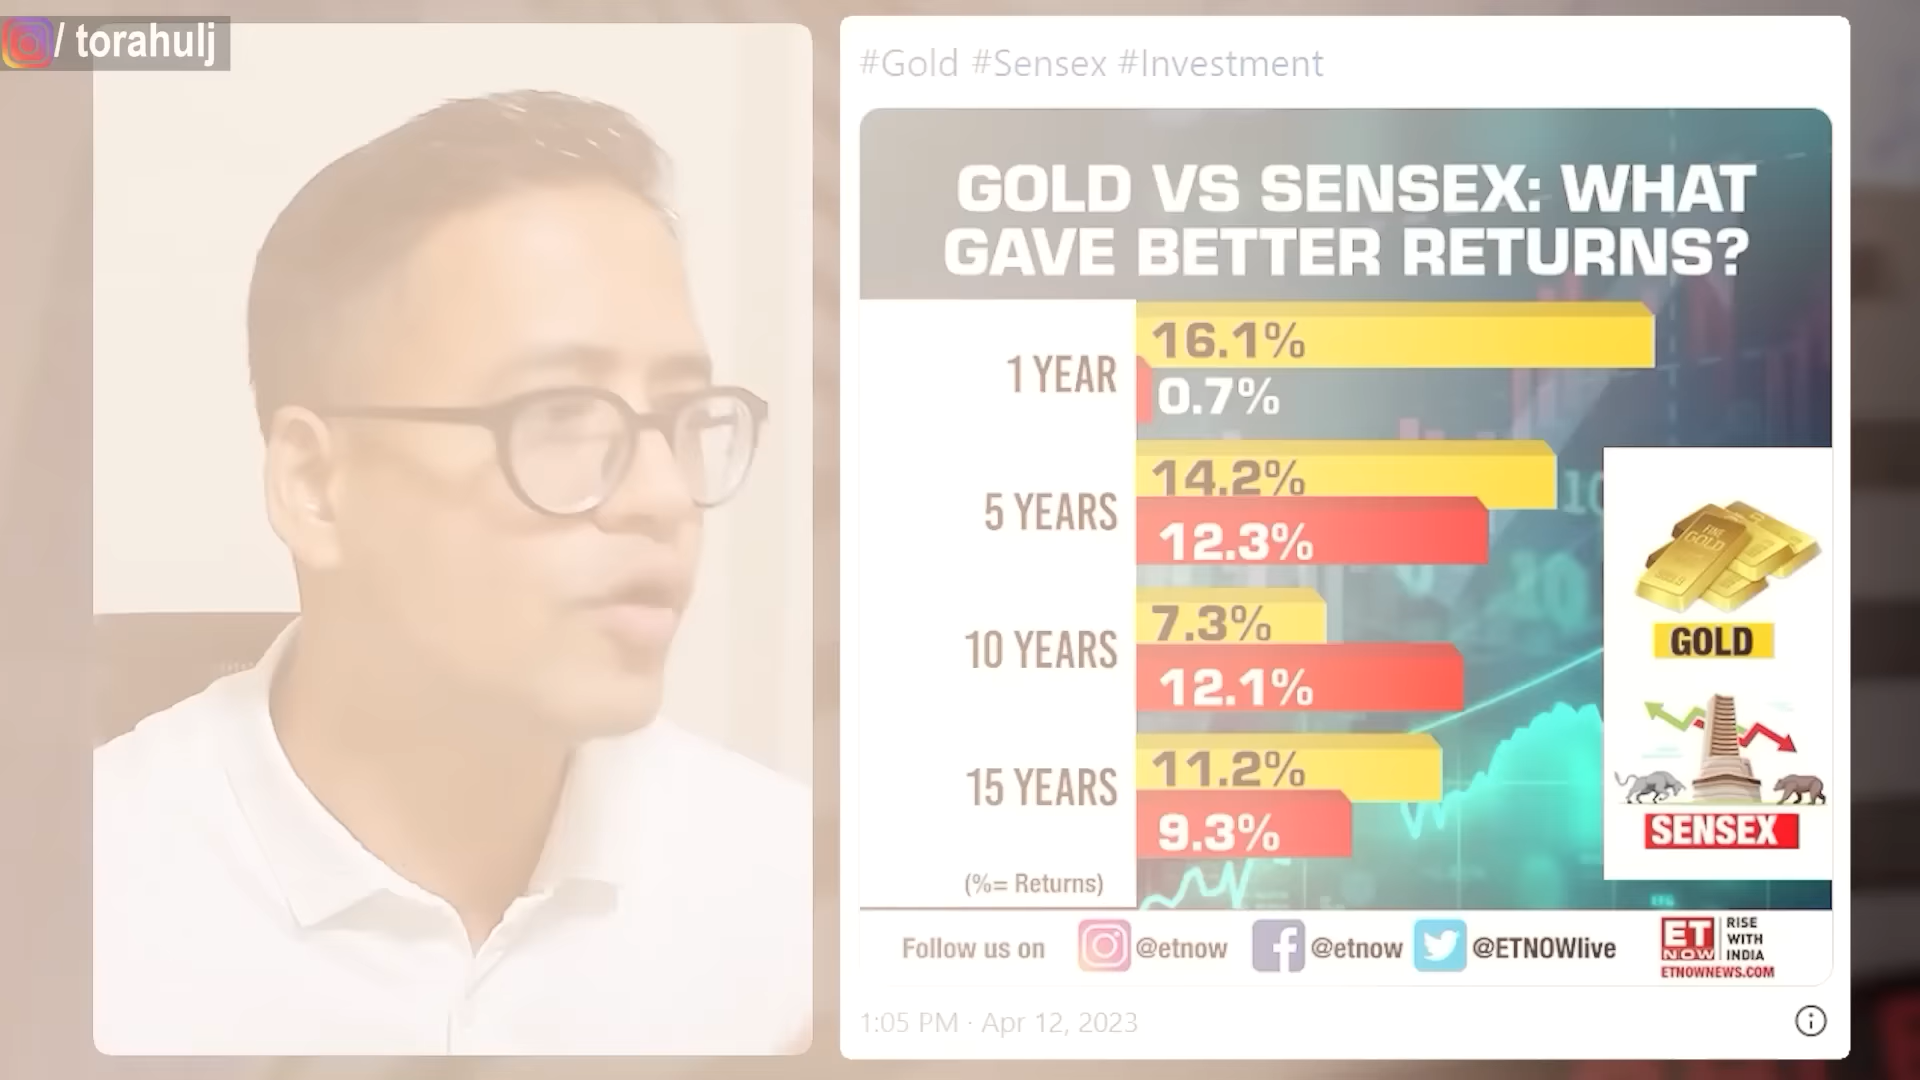 / torahulj
#Gold #Sensex #Investment
GOLD VS SENSEX: WHAT
GAVE BETTER RETURNS?
1 YEAR
16.1%
0.7%
5 YEARS
14.2%
12.3%
10 YEARS
7.3%
12.1%
15 YEARS
11.2%
9.3%
(%= Returns)
FINE
GOLD
GOLD
SENSEX
Follow us on @etnow @etnow @ETNOWlive
ET
NOW
RISE
WITH
INDIA
ETNOWNEWS.COM
1:05 PM · Apr 12, 2023